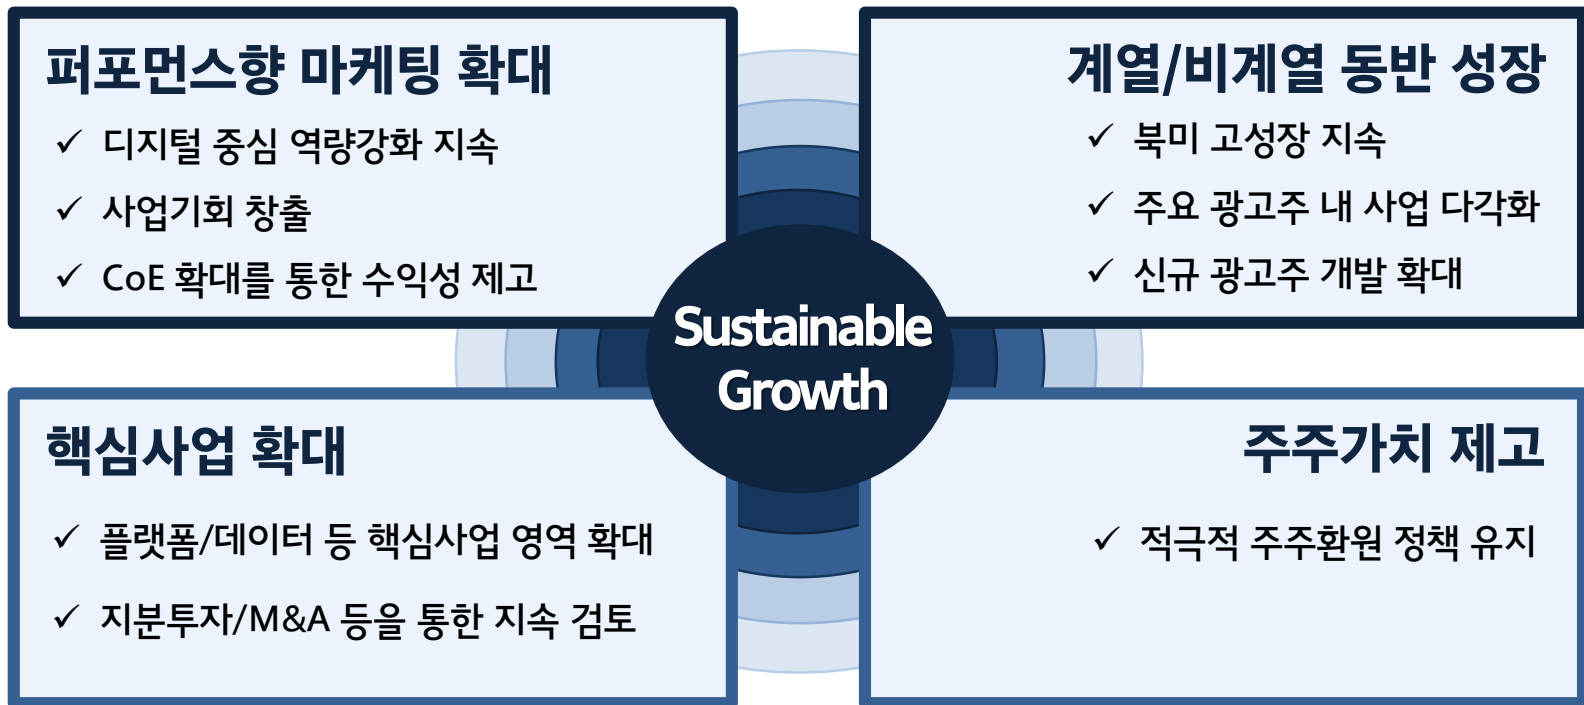 퍼포먼스향 마케팅 확대
✓ 디지털 중심 역량강화 지속
✓ 사업기회 창출
✓ CoE 확대를 통한 수익성 제고
계열/비계열 동반 성장
✓ 북미 고성장 지속
✓ 주요 광고주 내 사업 다각화
✓ 신규 광고주 개발 확대
Sustainable
Growth
핵심사업 확대
✓ 플랫폼/데이터 등 핵심사업 영역 확대
✓ 지분투자/M&A 등을 통한 지속 검토
주주가치 제고
✓ 적극적 주주환원 정책 유지